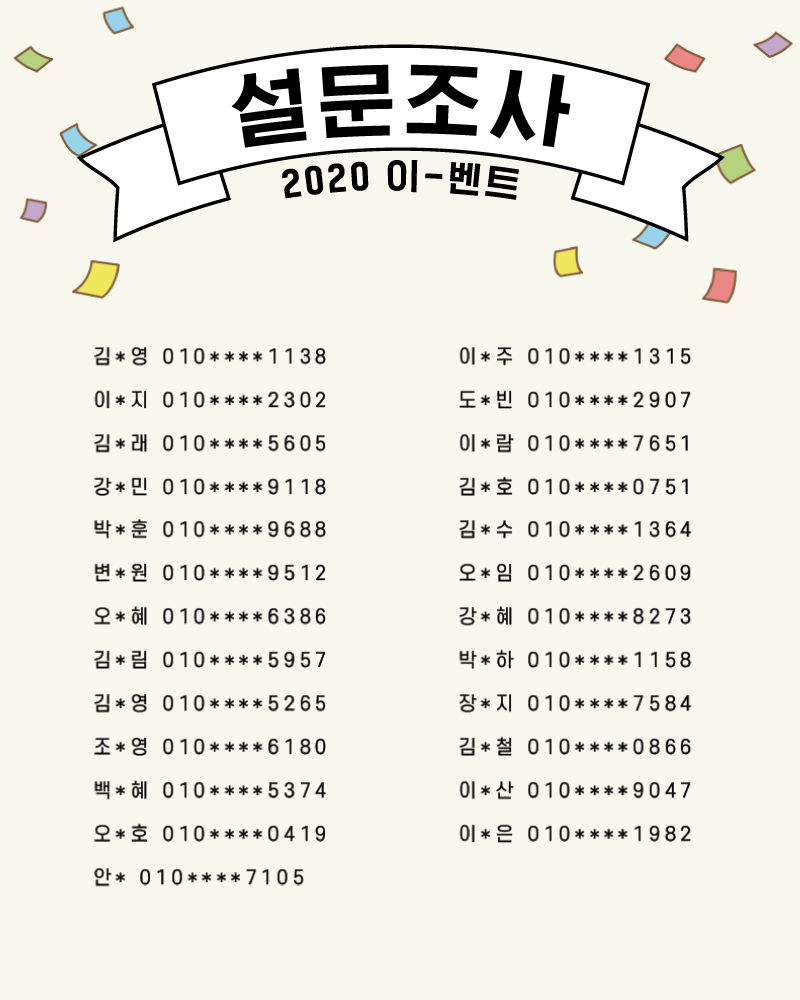 설문조사
2020 이-벤트
김*영 010****1138
이*지 010****2302
김*래 010****5605
강*민 010****9118
박*훈 010****9688
변*원 010****9512
오*혜 010****6386
김*림 010****5957
김*영 010****5265
조*영 010****6180
백*혜 010****5374
오*호 010****0419
안* 010****7105
이*주 010****1315
도*빈 010****2907
이*람 010****7651
김*호 010****0751
김*수 010****1364
오*임 010****2609
강*혜 010****8273
박*하 010****1158
장*지 010****7584
김*철 010****0866
이*산 010****9047
이*은 010****1982